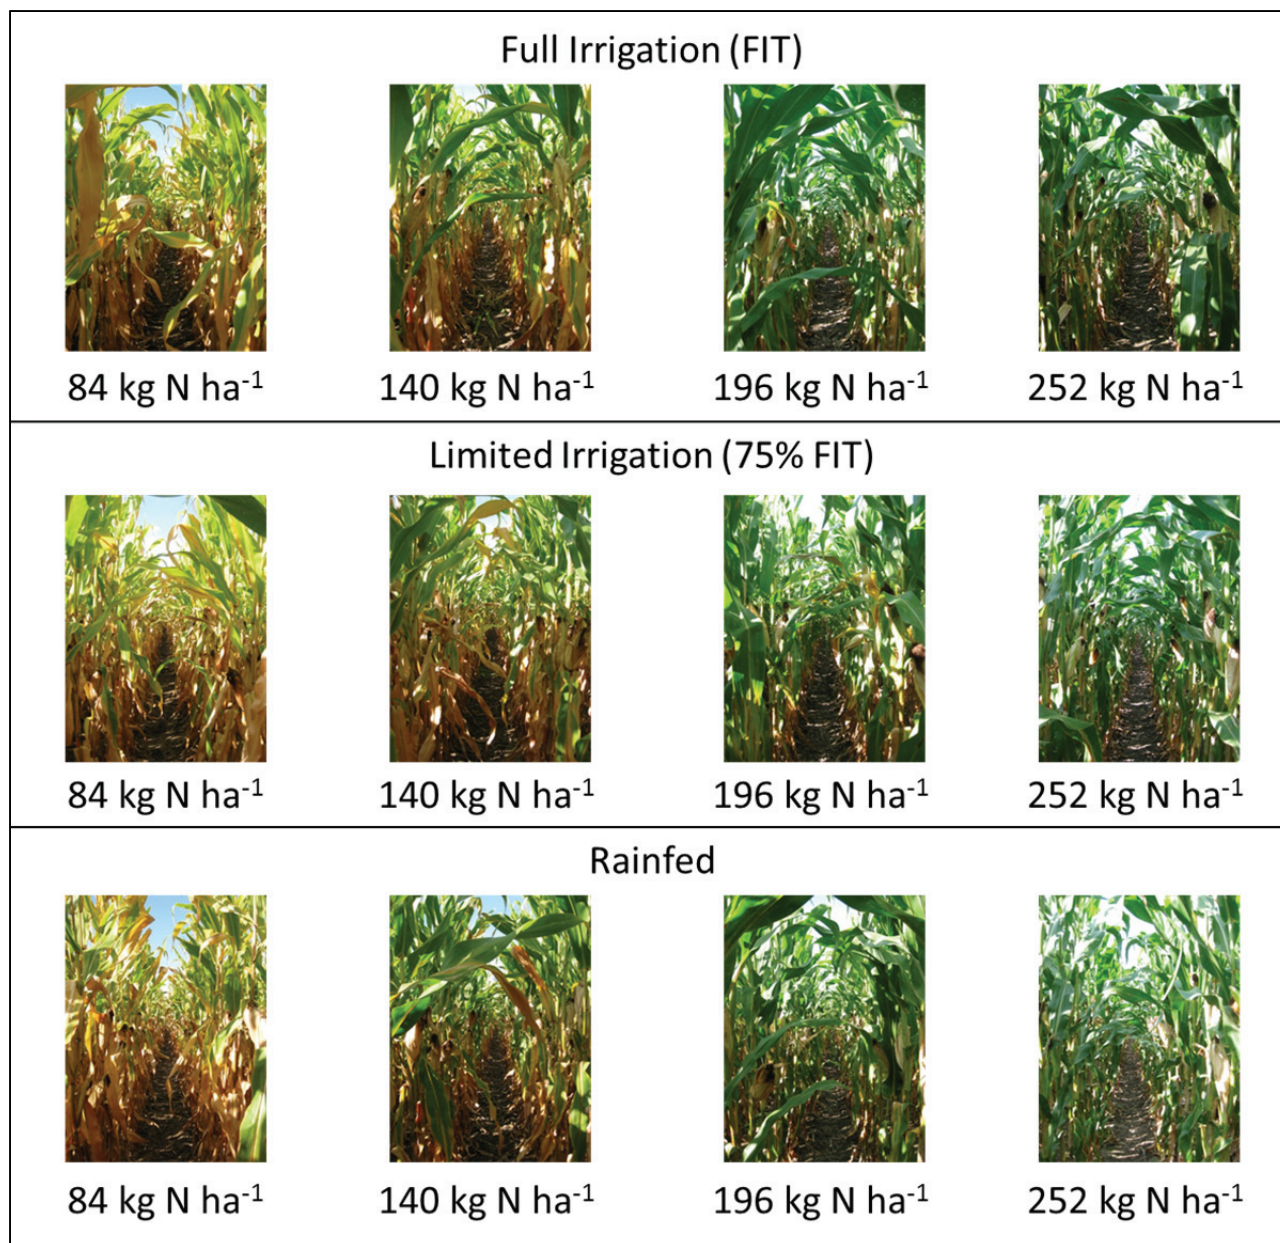 Full Irrigation (FIT)
84 kg N ha⁻¹ 140 kg N ha⁻¹ 196 kg N ha⁻¹ 252 kg N ha⁻¹
Limited Irrigation (75% FIT)
84 kg N ha⁻¹ 140 kg N ha⁻¹ 196 kg N ha⁻¹ 252 kg N ha⁻¹
Rainfed
84 kg N ha⁻¹ 140 kg N ha⁻¹ 196 kg N ha⁻¹ 252 kg N ha⁻¹